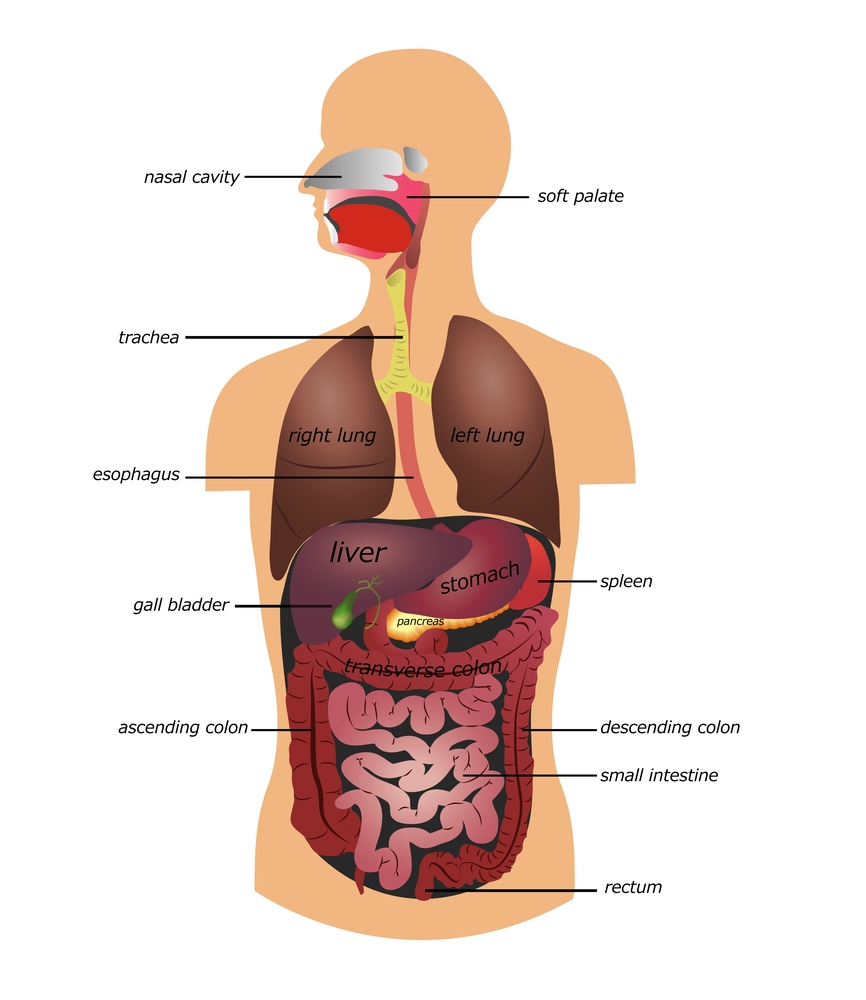 nasal cavity
soft palate
trachea
right lung
left lung
esophagus
liver
stomach
spleen
gall bladder
pancreas
transverse colon
ascending colon
descending colon
small intestine
rectum